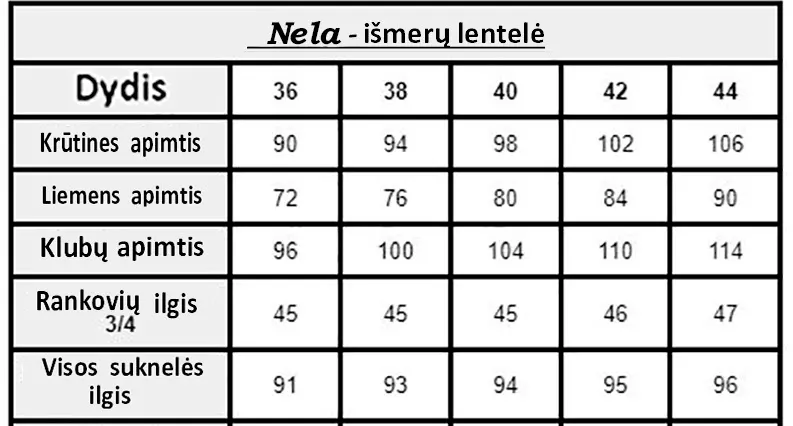 Nela - išmerų lentelė
Dydis 36 38 40 42 44
Krūtines apimtis 90 94 98 102 106
Liemens apimtis 72 76 80 84 90
Klubų apimtis 96 100 104 110 114
Rankovių ilgis
3/4 45 45 45 46 47
Visos suknelės
ilgis 91 93 94 95 96